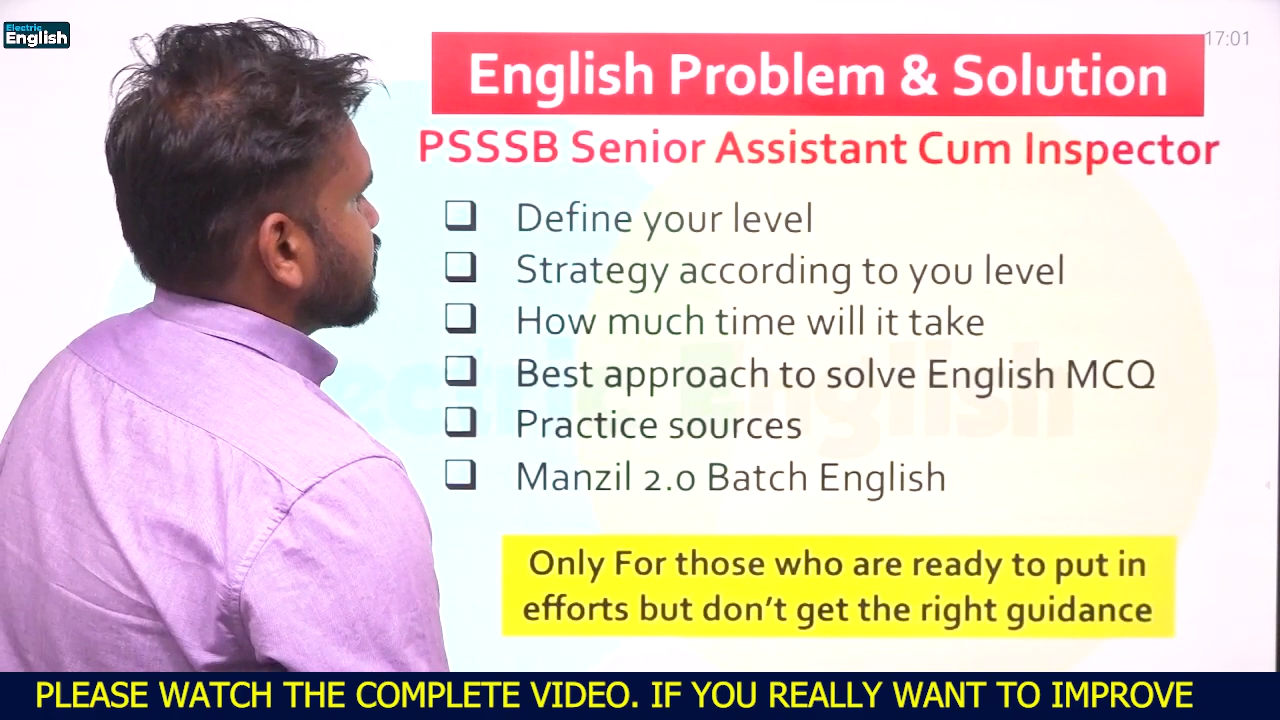 Electric
English
17:01
English Problem & Solution
PSSSB Senior Assistant Cum Inspector
❑ Define your level
❑ Strategy according to you level
❑ How much time will it take
❑ Best approach to solve English MCQ
❑ Practice sources
❑ Manzil 2.0 Batch English
Electric English
Only For those who are ready to put in
efforts but don't get the right guidance
PLEASE WATCH THE COMPLETE VIDEO. IF YOU REALLY WANT TO IMPROVE